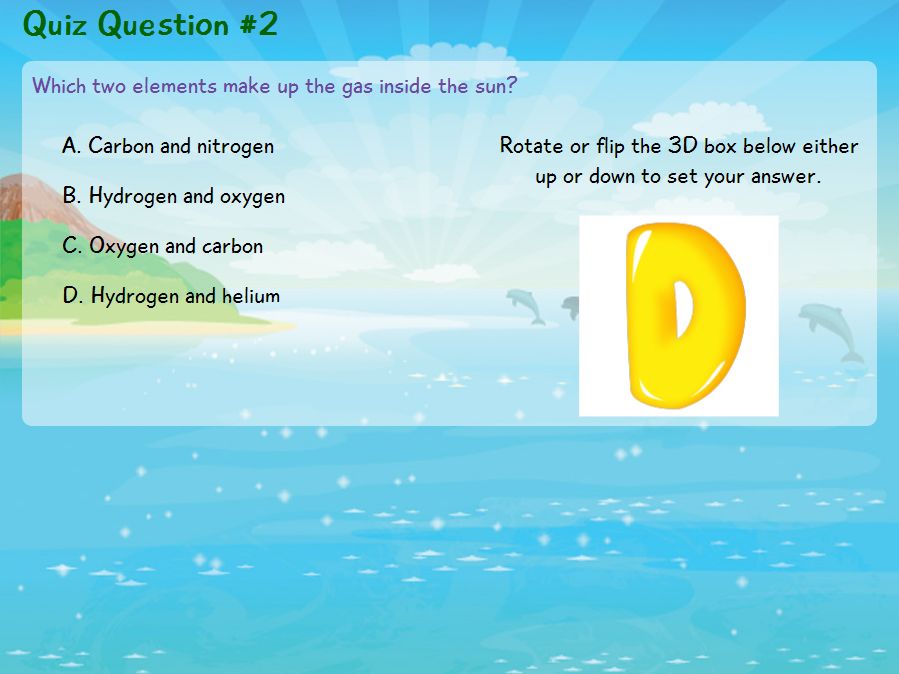 Quiz Question #2
Which two elements make up the gas inside the sun?
A. Carbon and nitrogen
B. Hydrogen and oxygen
C. Oxygen and carbon
D. Hydrogen and helium
Rotate or flip the 3D box below either
up or down to set your answer.
D